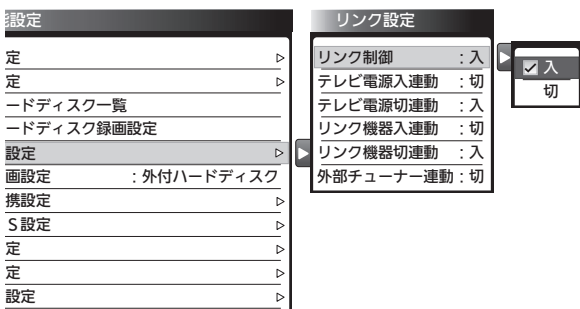 能設定
定
定
ードディスク一覧
ードディスク録画設定
設定
画設定 :外付ハードディスク
携設定
S設定
定
定
設定
リンク設定
リンク制御 :入
テレビ電源入連動 :切
テレビ電源切連動 :入
リンク機器入連動 :切
リンク機器切連動 :入
外部チューナー連動:切
入
切